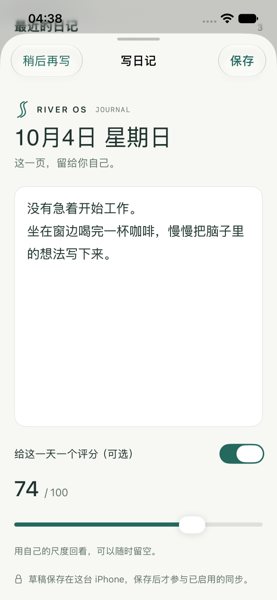 04:38
最近的日记
3
稍后再写
写日记
保存
RIVER OS JOURNAL
10月4日 星期日
这一页，留给你自己。
没有急着开始工作。
坐在窗边喝完一杯咖啡，慢慢把脑子里
的想法写下来。
给这一天一个评分（可选）
74 / 100
用自己的尺度回看，可以随时留空。
草稿保存在这台 iPhone，保存后才参与已启用的同步。